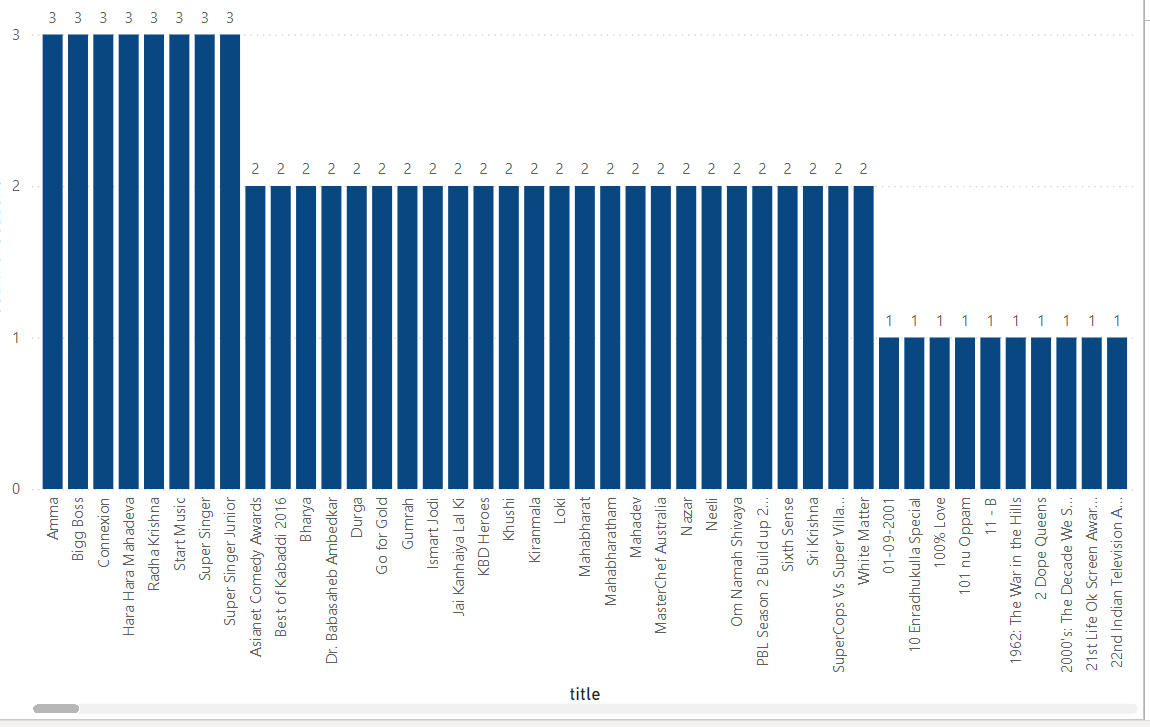 3 3 3 3 3 3 3 3
3
2 2 2 2 2 2 2 2 2 2 2 2 2 2 2 2 2 2 2 2 2 2 2 2 2
2
1 1 1 1 1 1 1 1 1 1
1
0
Amma
Bigg Boss
Connexion
Hara Hara Mahadeva
Radha Krishna
Start Music
Super Singer
Super Singer Junior
Asianet Comedy Awards
Best of Kabaddi 2016
Bharya
Dr. Babasaheb Ambedkar
Durga
Go for Gold
Gumrah
Ismart Jodi
Jai Kanhaiya Lal Ki
KBD Heroes
Khushi
Kiranmala
Loki
Mahabharat
Mahabharatham
Mahadev
MasterChef Australia
Nazar
Neeli
Om Namah Shivaya
PBL Season 2 Build up 2...
Sixth Sense
Sri Krishna
SuperCops Vs Super Villa...
White Matter
01-09-2001
10 Enradhukulla Special
100% Love
101 nu Oppam
11 - B
1962: The War in the Hills
2 Dope Queens
2000's: The Decade We S...
21st Life Ok Screen Awar...
22nd Indian Television A...
title